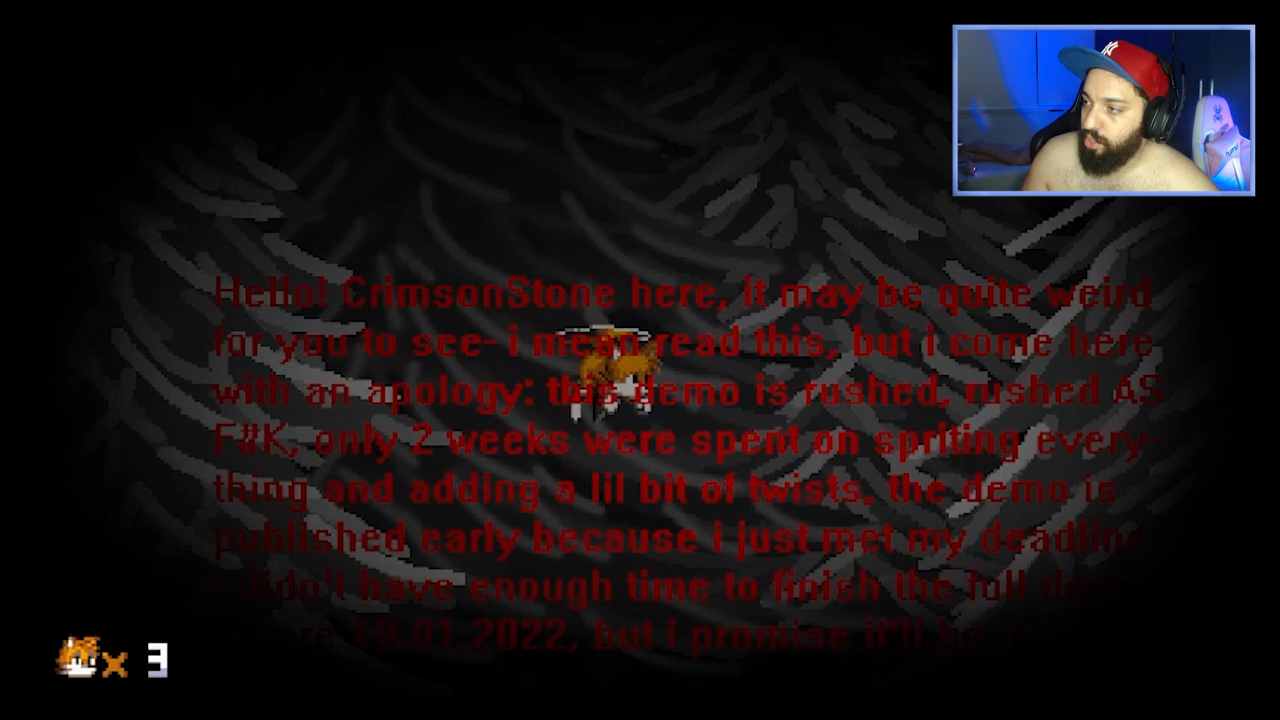 Hello! CrimsonStone here, it may be quite weird
for you to see- i mean read this, but i come here
with an apology: this demo is rushed, rushed AS
F#K, only 2 weeks were spent on spriting every-
thing and adding a lil bit of twists, the demo is
published early because i just met my deadline
didn't have enough time to finish the full
19.01.2022, but i promise it'll be
x 3